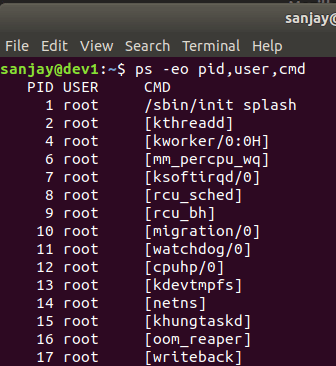 sanjay@
File Edit View Search Terminal Help
sanjay@dev1:~$ ps -eo pid,user,cmd
PID USER CMD
1 root /sbin/init splash
2 root [kthreadd]
4 root [kworker/0:0H]
6 root [mm_percpu_wq]
7 root [ksoftirqd/0]
8 root [rcu_sched]
9 root [rcu_bh]
10 root [migration/0]
11 root [watchdog/0]
12 root [cpuhp/0]
13 root [kdevtmpfs]
14 root [netns]
15 root [khungtaskd]
16 root [oom_reaper]
17 root [writeback]